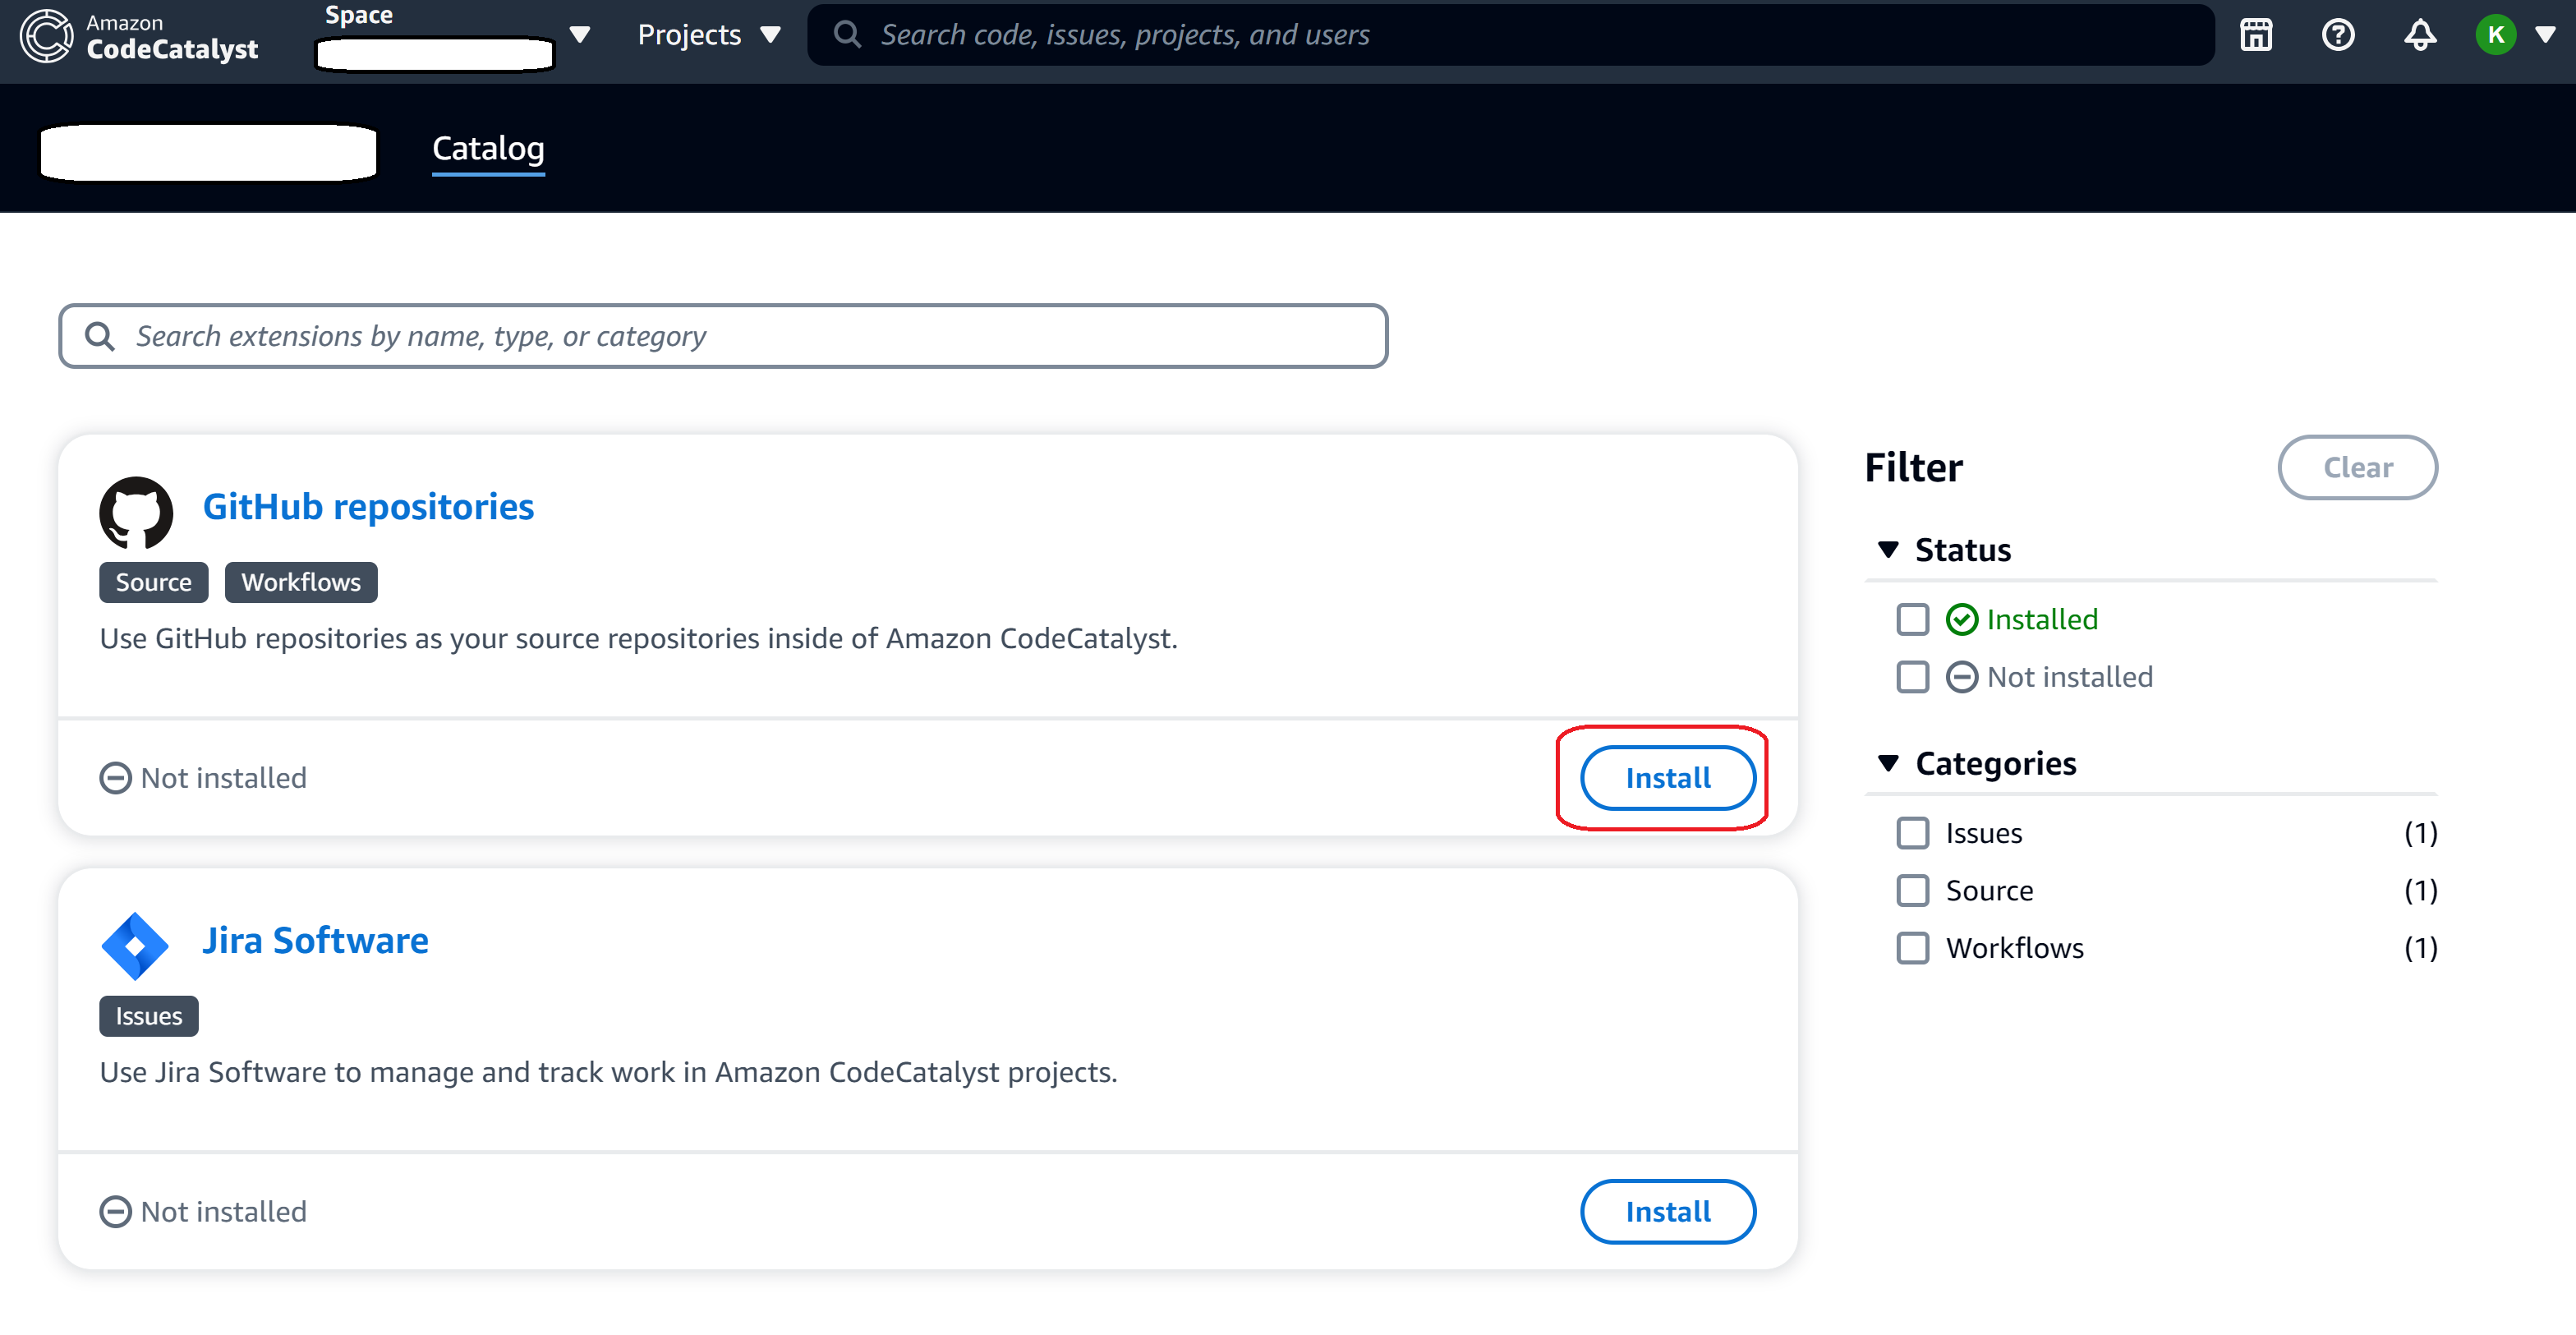 Amazon
CodeCatalyst
Space
Projects
Search code, issues, projects, and users
K
Catalog
Search extensions by name, type, or category
GitHub repositories
Source Workflows
Use GitHub repositories as your source repositories inside of Amazon CodeCatalyst.
Not installed
Install
Jira Software
Issues
Use Jira Software to manage and track work in Amazon CodeCatalyst projects.
Not installed
Install
Filter
Clear
Status
Installed
Not installed
Categories
Issues (1)
Source (1)
Workflows (1)